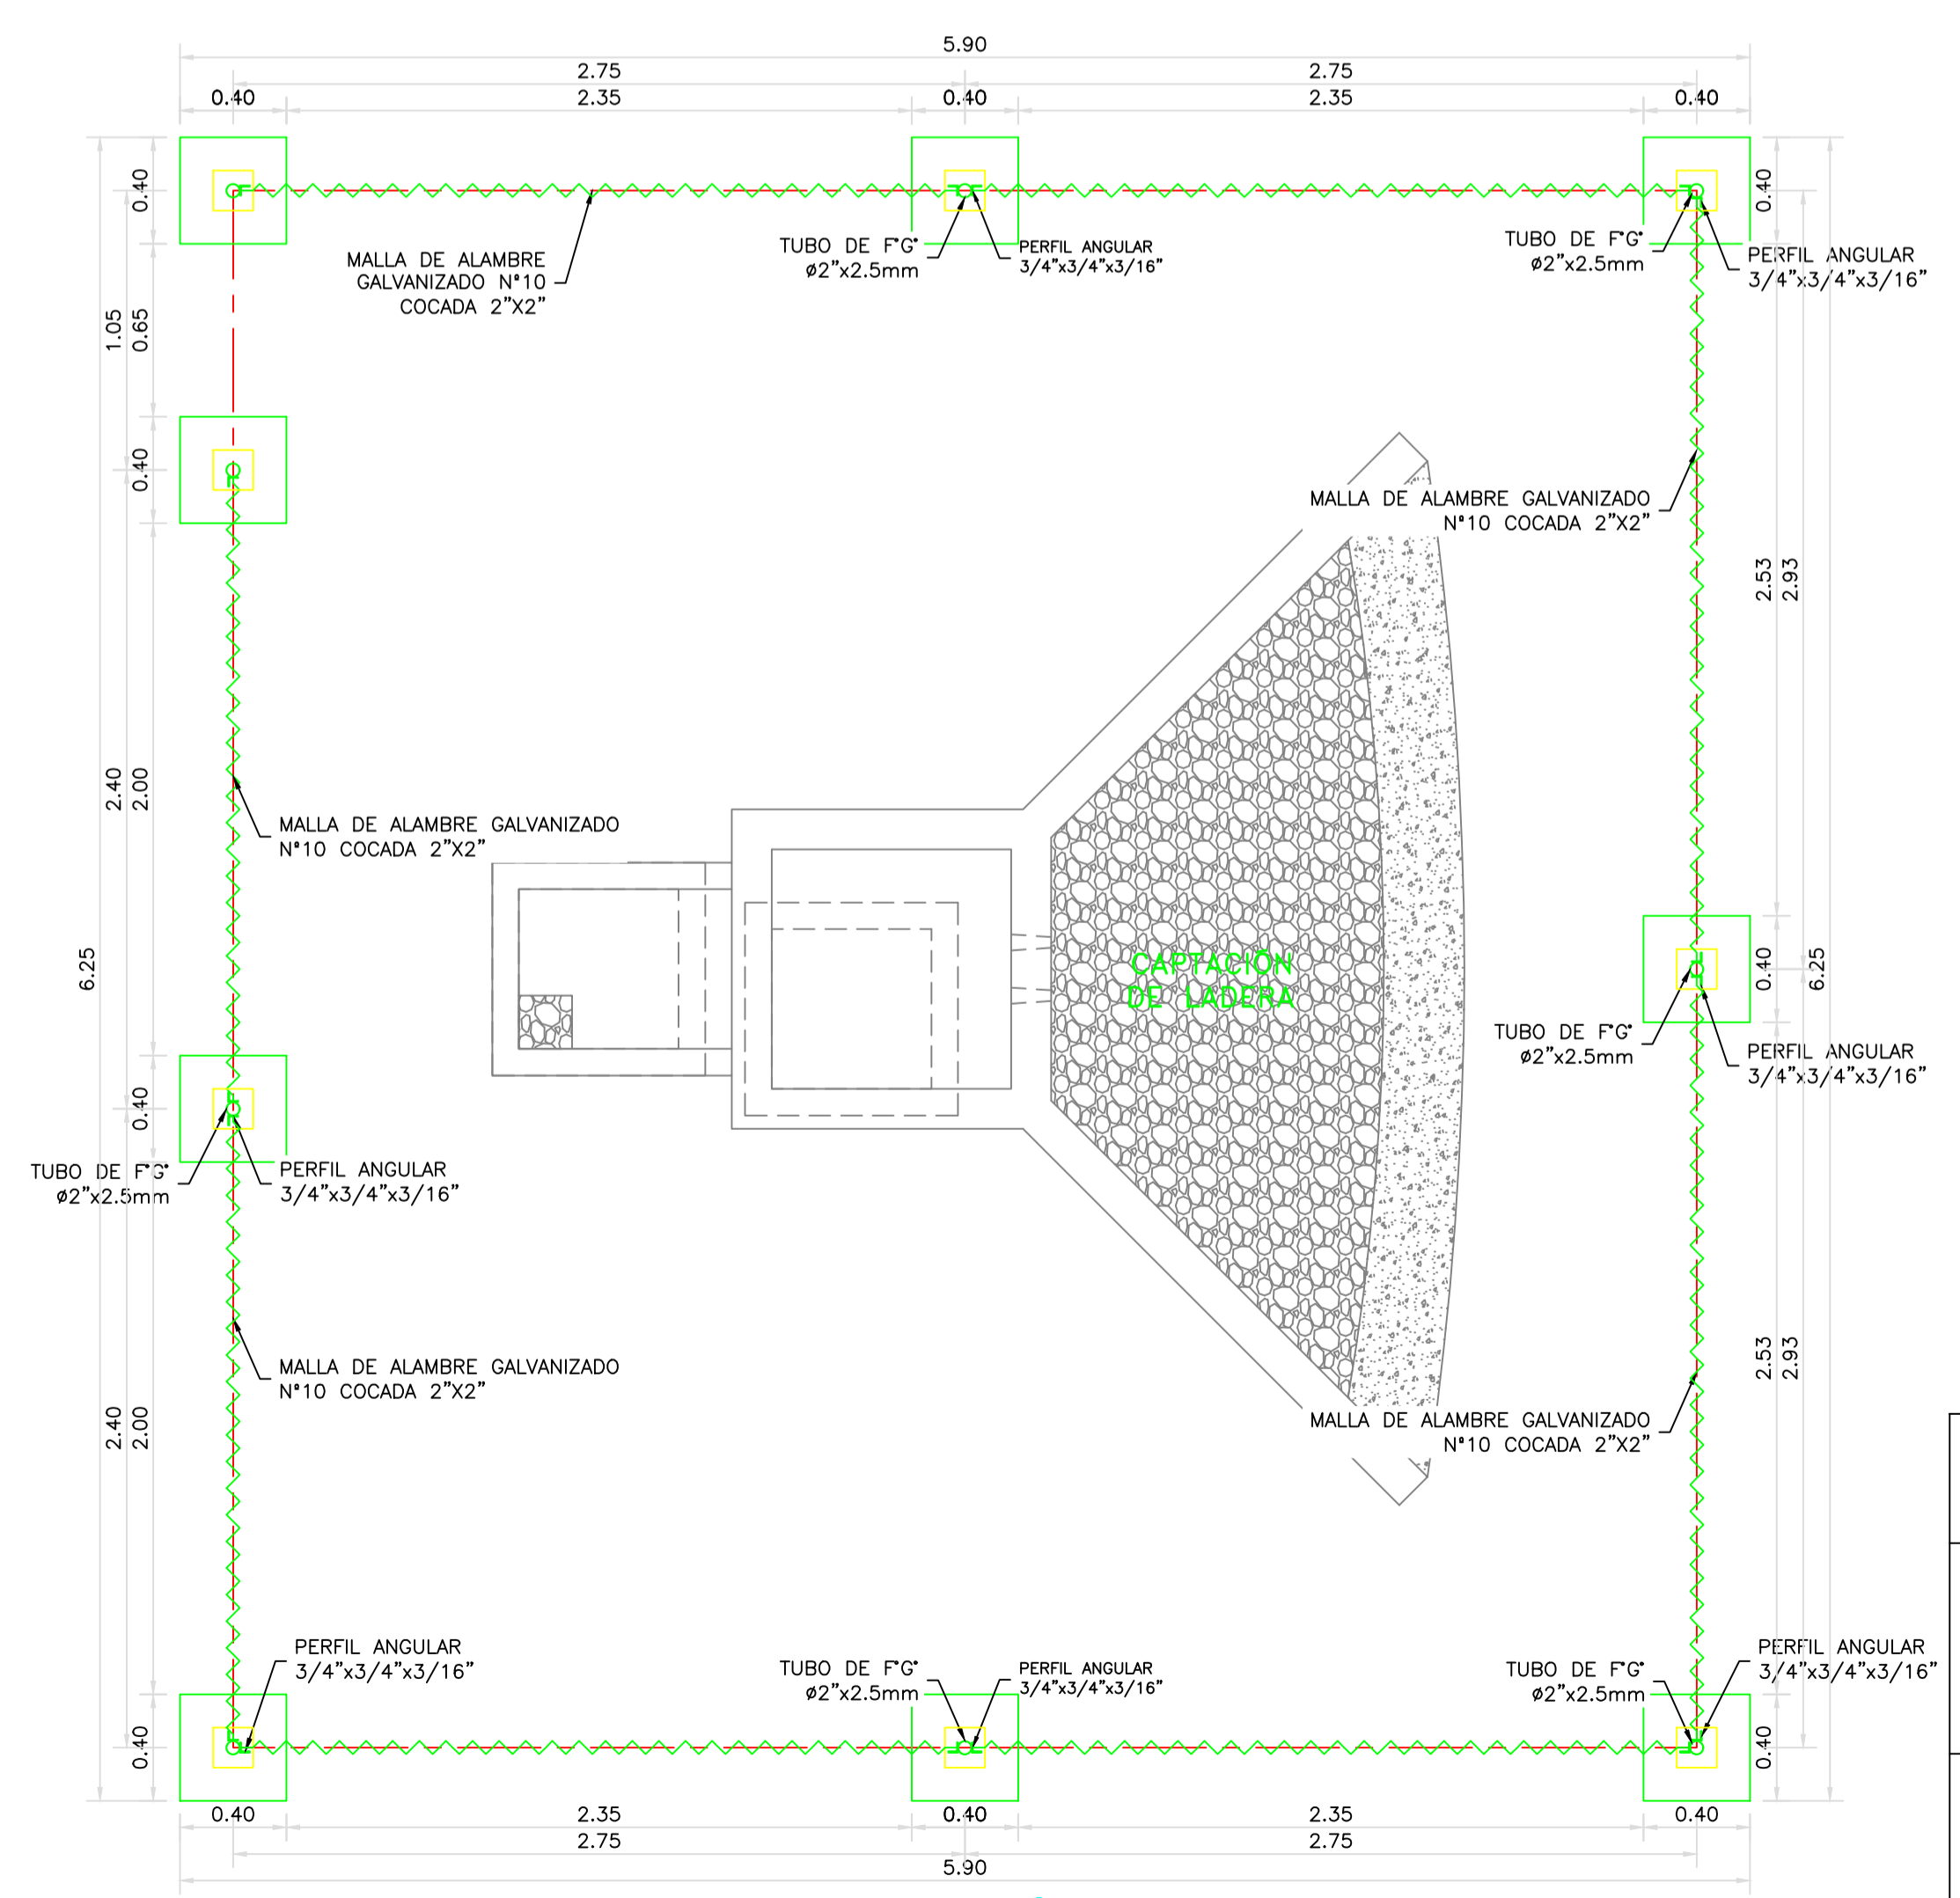 5.90
2.75
2.75
0.40
2.35
0.40
2.35
0.40
0.40
0.40
TUBO DE F°G°
ø2"x2.5mm
PERFIL ANGULAR
3/4"x3/4"x3/16"
TUBO DE F°G°
ø2"x2.5mm
PERFIL ANGULAR
3/4"x3/4"x3/16"
MALLA DE ALAMBRE
GALVANIZADO N°10
COCADA 2"X2"
1.05
0.65
0.40
MALLA DE ALAMBRE GALVANIZADO
N°10 COCADA 2"X2"
2.53
2.93
2.40
2.00
MALLA DE ALAMBRE GALVANIZADO
N°10 COCADA 2"X2"
6.25
CAPTACIÓN
DE LADERA
0.40
6.25
TUBO DE F°G°
ø2"x2.5mm
PERFIL ANGULAR
3/4"x3/4"x3/16"
0.40
TUBO DE F°G°
ø2"x2.5mm
PERFIL ANGULAR
3/4"x3/4"x3/16"
MALLA DE ALAMBRE GALVANIZADO
N°10 COCADA 2"X2"
2.53
2.93
2.40
2.00
MALLA DE ALAMBRE GALVANIZADO
N°10 COCADA 2"X2"
PERFIL ANGULAR
3/4"x3/4"x3/16"
TUBO DE F°G°
ø2"x2.5mm
PERFIL ANGULAR
3/4"x3/4"x3/16"
TUBO DE F°G°
ø2"x2.5mm
PERFIL ANGULAR
3/4"x3/4"x3/16"
0.40
0.40
0.40
2.35
0.40
2.35
0.40
2.75
2.75
5.90